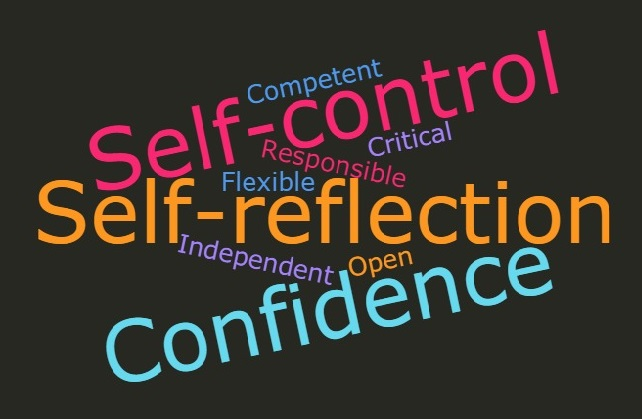 Competent
Self-control
Critical
Responsible
Flexible
Self-reflection
Independent
Open
Confidence